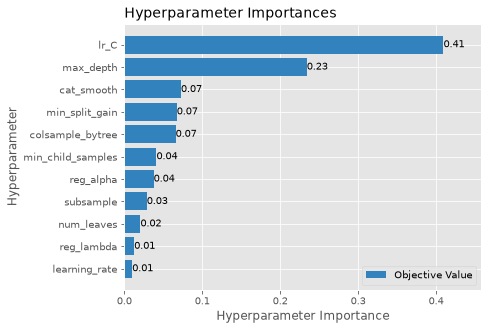 Hyperparameter Importances
Hyperparameter
lr_C 0.41
max_depth 0.23
cat_smooth 0.07
min_split_gain 0.07
colsample_bytree 0.07
min_child_samples 0.04
reg_alpha 0.04
subsample 0.03
num_leaves 0.02
reg_lambda 0.01
learning_rate 0.01
Objective Value
0.0 0.1 0.2 0.3 0.4
Hyperparameter Importance